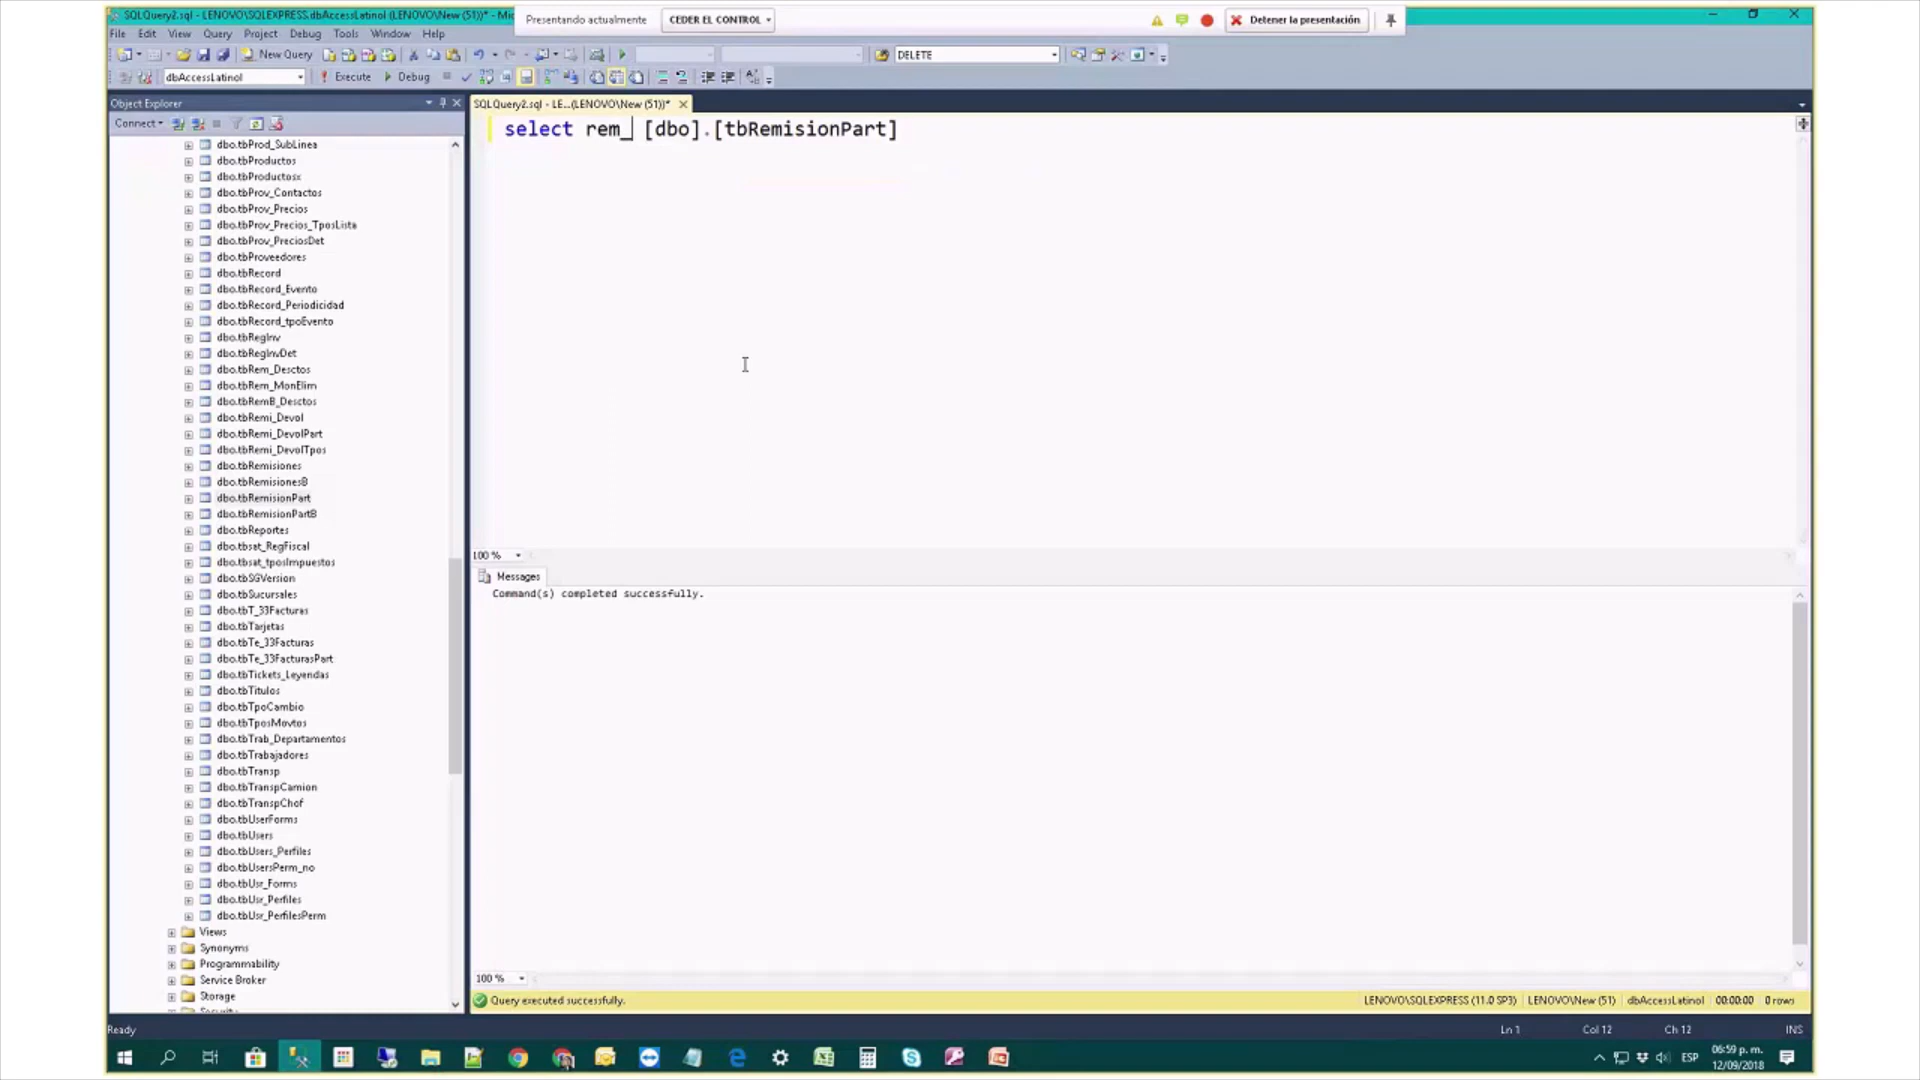 SQLQuery2.sql - LENOVO\SQLEXPRESS.dbAccessLatinol (LENOVO\New (51))* - Mic
Presentando actualmente
CEDER EL CONTROL
Detener la presentación
File Edit View Query Project Debug Tools Window Help
New Query
DELETE
dbAccessLatinol
Execute
Debug
Object Explorer
SQLQuery2.sql - LE...(LENOVO\New (51))*
Connect
select rem_ [dbo].[tbRemisionPart]
dbo.tbProd_SubLinea
dbo.tbProductos
dbo.tbProductosx
dbo.tbProv_Contactos
dbo.tbProv_Precios
dbo.tbProv_Precios_TposLista
dbo.tbProv_PreciosDet
dbo.tbProveedores
dbo.tbRecord
dbo.tbRecord_Evento
dbo.tbRecord_Periodicidad
dbo.tbRecord_tpoEvento
dbo.tbRegInv
dbo.tbRegInvDet
dbo.tbRem_Desctos
dbo.tbRem_MonElim
dbo.tbRemB_Desctos
dbo.tbRemi_Devol
dbo.tbRemi_DevolPart
dbo.tbRemi_DevolTpos
dbo.tbRemisiones
dbo.tbRemisionesB
dbo.tbRemisionPart
dbo.tbRemisionPartB
dbo.tbReportes
dbo.tbsat_RegFiscal
dbo.tbsat_tposImpuestos
dbo.tbSGVersion
dbo.tbSucursales
dbo.tbT_33Facturas
dbo.tbTarjetas
dbo.tbTe_33Facturas
dbo.tbTe_33FacturasPart
dbo.tbTickets_Leyendas
dbo.tbTitulos
dbo.tbTpoCambio
dbo.tbTposMovtos
dbo.tbTrab_Departamentos
dbo.tbTrabajadores
dbo.tbTransp
dbo.tbTranspCamion
dbo.tbTranspChof
dbo.tbUserForms
dbo.tbUsers
dbo.tbUsers_Perfiles
dbo.tbUsersPerm_no
dbo.tbUsr_Forms
dbo.tbUsr_Perfiles
dbo.tbUsr_PerfilesPerm
Views
Synonyms
Programmability
Service Broker
Storage
Security
100 %
Messages
Command(s) completed successfully.
100 %
Query executed successfully.
LENOVO\SQLEXPRESS (11.0 SP3)
LENOVO\New (51)
dbAccessLatinol
00:00:00
0 rows
Ready
Ln 1
Col 12
Ch 12
INS
ESP
06:59 p. m.
12/09/2018